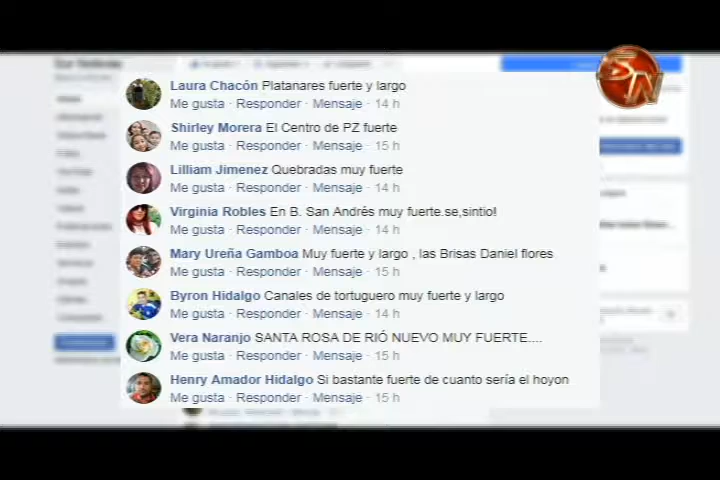 SN
Laura Chacón Platanares fuerte y largo
Me gusta · Responder · Mensaje · 14 h
Shirley Morera El Centro de PZ fuerte
Me gusta · Responder · Mensaje · 15 h
Lilliam Jimenez Quebradas muy fuerte
Me gusta · Responder · Mensaje · 14 h
Virginia Robles En B. San Andrés muy fuerte.se,sintio!
Me gusta · Responder · Mensaje · 14 h
Mary Ureña Gamboa Muy fuerte y largo , las Brisas Daniel flores
Me gusta · Responder · Mensaje · 15 h
Byron Hidalgo Canales de tortuguero muy fuerte y largo
Me gusta · Responder · Mensaje · 14 h
Vera Naranjo SANTA ROSA DE RIÓ NUEVO MUY FUERTE....
Me gusta · Responder · Mensaje · 15 h
Henry Amador Hidalgo Si bastante fuerte de cuanto sería el hoyon
Me gusta · Responder · Mensaje · 15 h